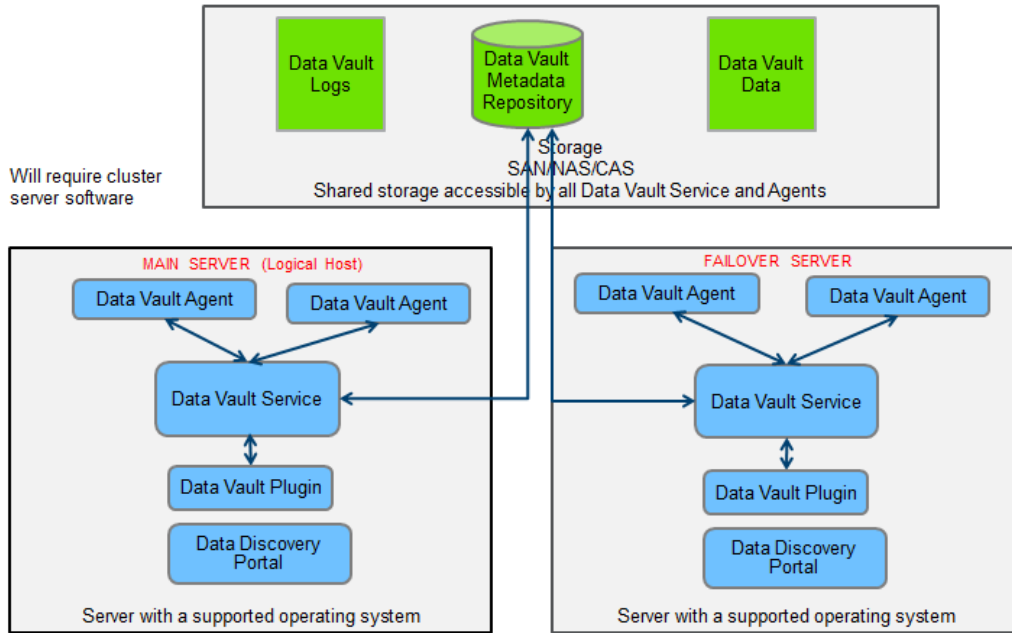 Data Vault
Logs
Data Vault
Metadata
Repository
Data Vault
Data
Storage
SAN/NAS/CAS
Shared storage accessible by all Data Vault Service and Agents
Will require cluster
server software
MAIN SERVER (Logical Host)
Data Vault Agent
Data Vault Agent
Data Vault Service
Data Vault Plugin
Data Discovery
Portal
Server with a supported operating system
FAILOVER SERVER
Data Vault Agent
Data Vault Agent
Data Vault Service
Data Vault Plugin
Data Discovery
Portal
Server with a supported operating system